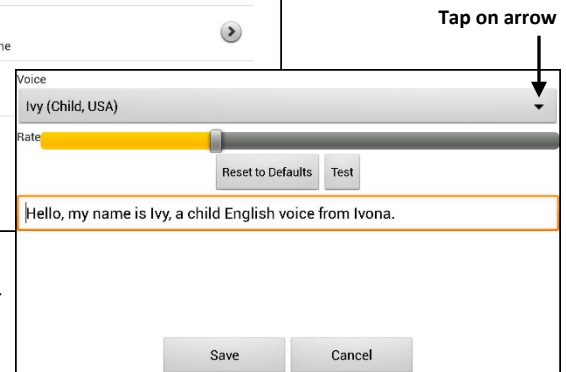 Tap on arrow
Voice
Ivy (Child, USA)
Rate
Reset to Defaults Test
Hello, my name is Ivy, a child English voice from Ivona.
Save Cancel